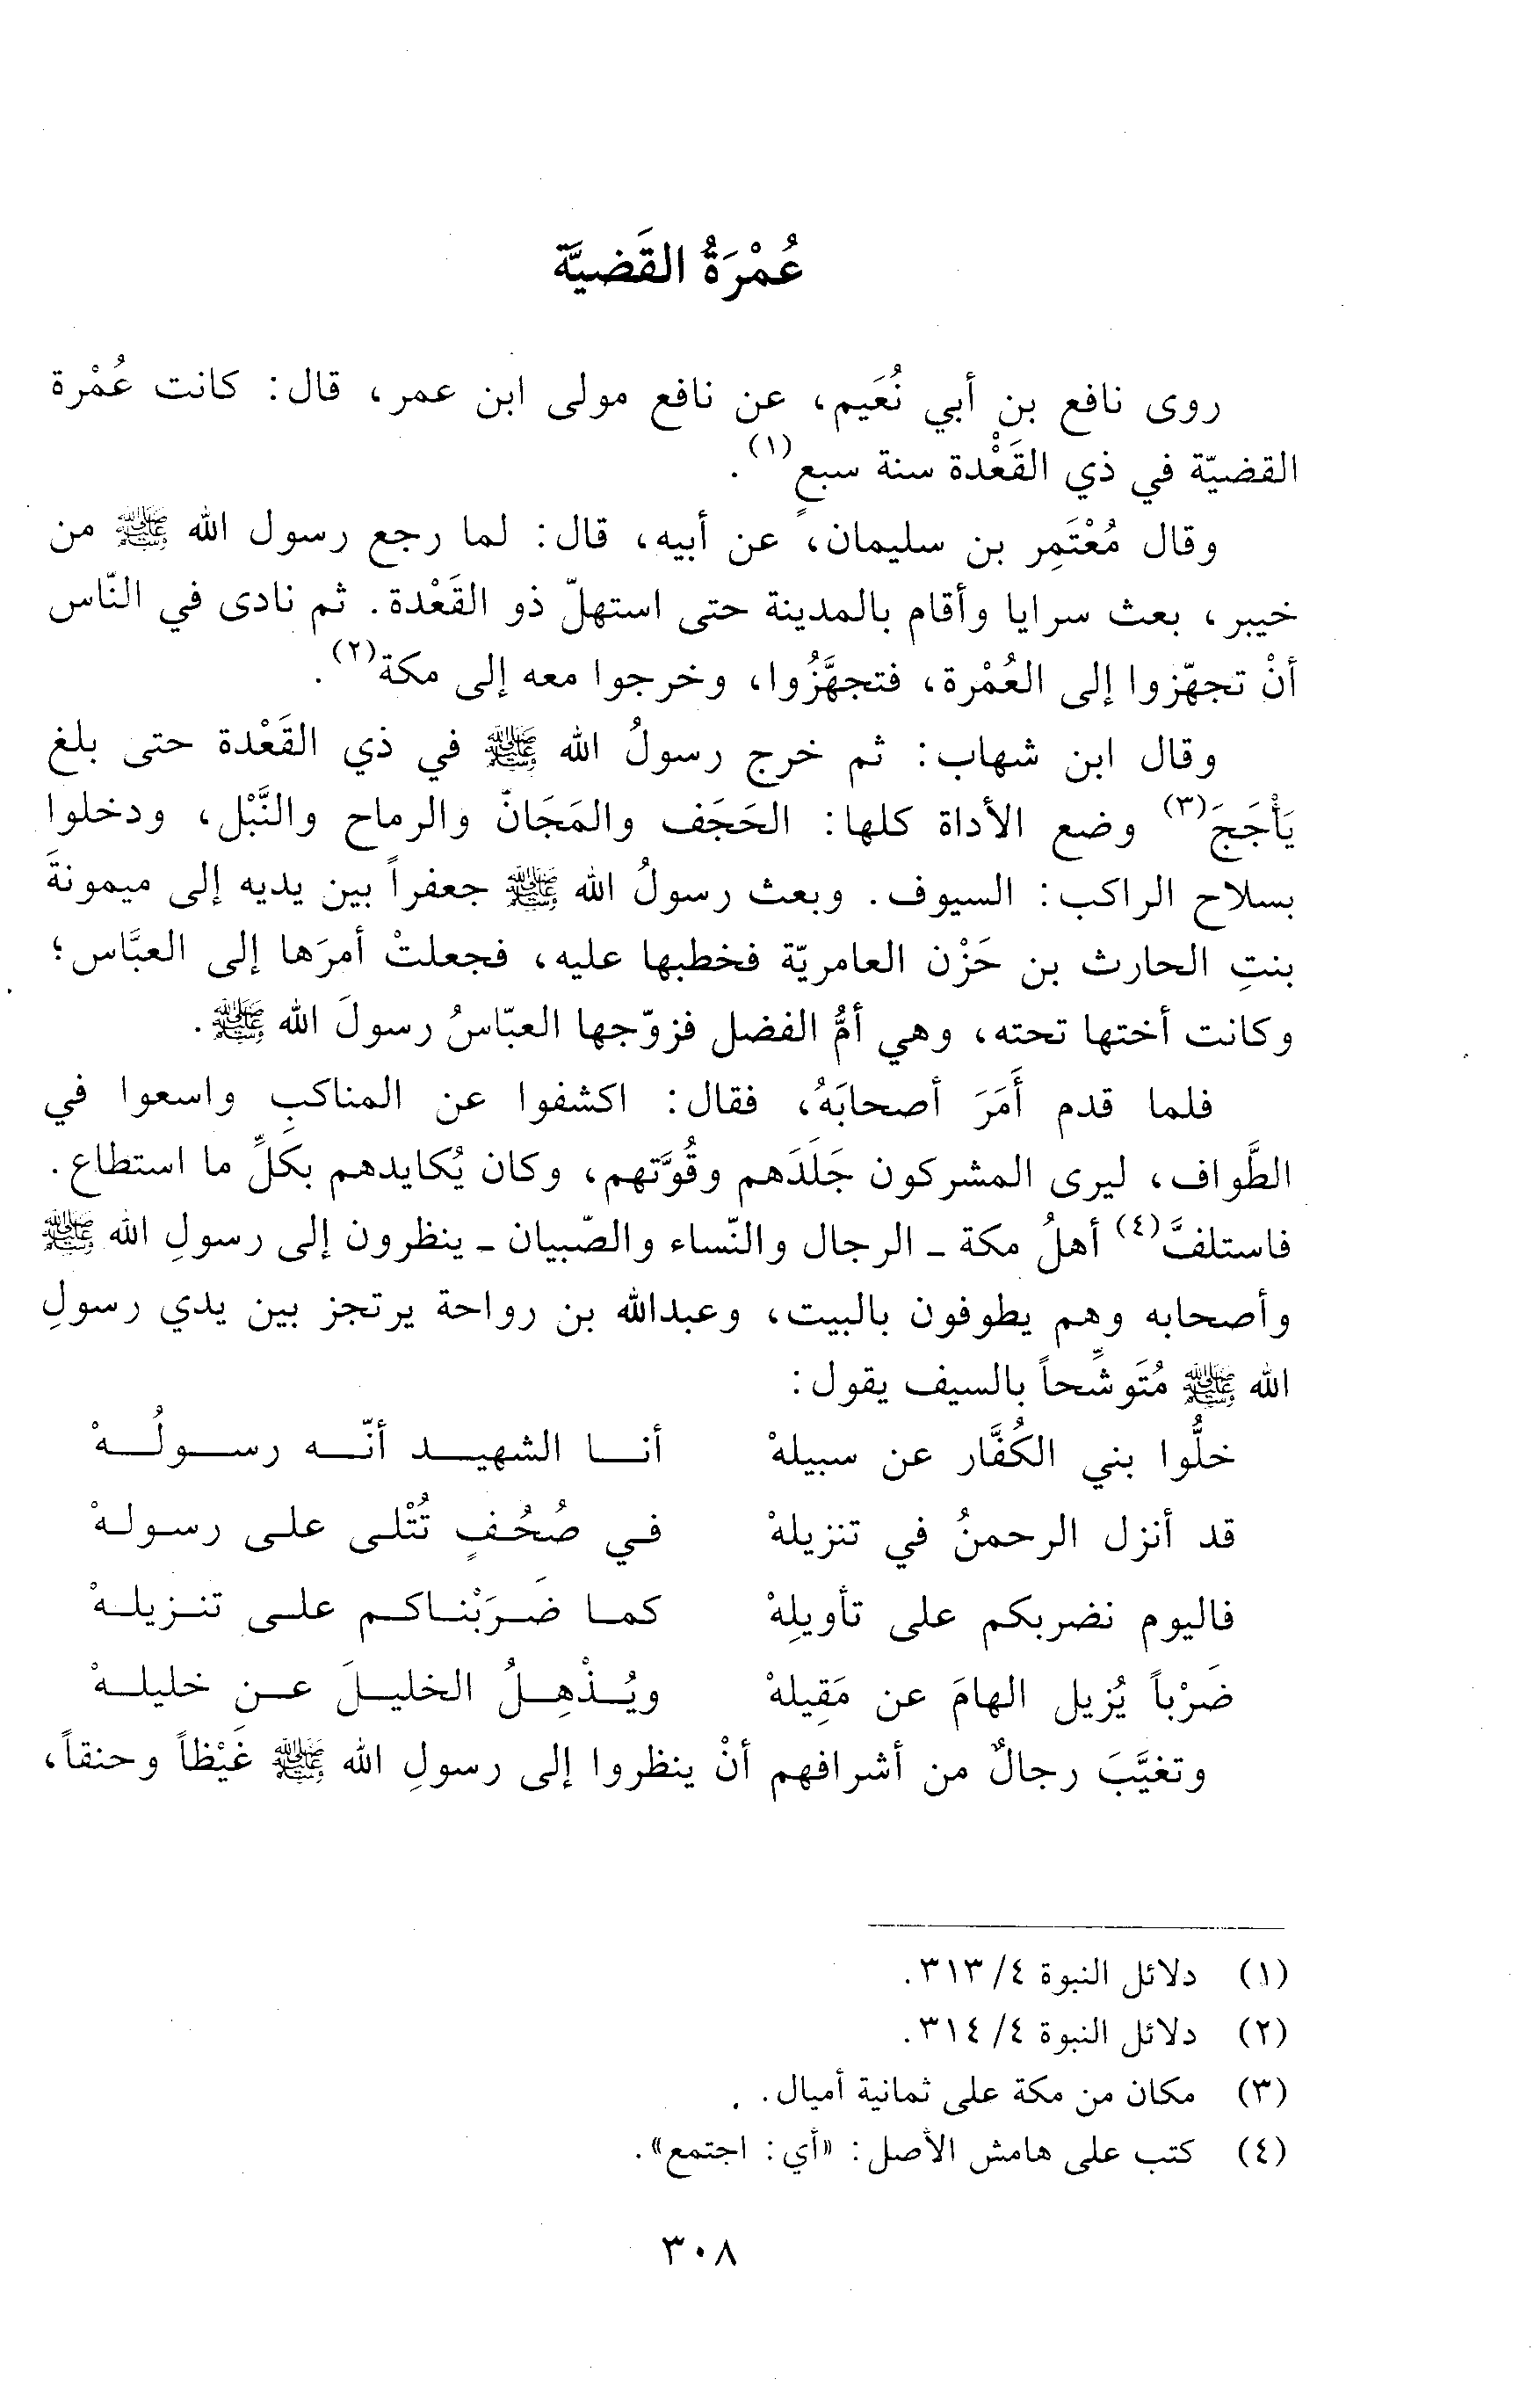 عُمْرَةُ القَضيَّة
روى نافع بن أبي نُعَيم، عن نافع مولى ابن عمر، قال: كانت عُمْرة
القضيّة في ذي القَعْدة سنة سبعٍ(١).
وقال مُعْتَمِر بن سليمان، عن أبيه، قال: لما رجع رسول الله ﷺ من
خيبر، بعث سرايا وأقام بالمدينة حتى استهلّ ذو القَعْدة. ثم نادى في النّاس
أنْ تجهّزوا إلى العُمْرة، فتجهَّزُوا، وخرجوا معه إلى مكة(٢).
وقال ابن شهاب: ثم خرج رسولُ الله ﷺ في ذي القَعْدة حتى بلغ
يَأْجَجَ(٣) وضع الأداة كلها: الحَجَف والمَجَانّ والرماح والنَّبْل، ودخلوا
بسلاح الراكب: السيوف. وبعث رسولُ الله ﷺ جعفراً بين يديه إلى ميمونةَ
بنتِ الحارث بن حَزْن العامريّة فخطبها عليه، فجعلتْ أمرَها إلى العبَّاس؛
وكانت أختها تحته، وهي أمُّ الفضل فزوّجها العبّاسُ رسولَ الله ﷺ.
فلما قدم أَمَرَ أصحابَهُ، فقال: اكشفوا عن المناكبِ واسعوا في
الطَّواف، ليرى المشركون جَلَدَهم وقُوَّتهم، وكان يُكايدهم بكلِّ ما استطاع.
فاستلفَّ(٤) أهلُ مكة ـ الرجال والنّساء والصّبيان ـ ينظرون إلى رسولِ الله ﷺ
وأصحابه وهم يطوفون بالبيت، وعبدالله بن رواحة يرتجز بين يدي رسولِ
الله ﷺ مُتَوشِّحاً بالسيف يقول:
خلُّوا بني الكُفَّار عن سبيلهْ أنـا الشهيـد أنّـه رسـولُـهْ
قد أنزل الرحمنُ في تنزيلهْ في صُحُفٍ تُتْلى على رسولهْ
فاليوم نضربكم على تأويلِهْ كما ضَرَبْناكم على تنزيلهْ
ضَرْباً يُزيل الهامَ عن مَقِيلهْ ويُذْهِلُ الخليلَ عن خليلهْ
وتغيَّبَ رجالٌ من أشرافهم أنْ ينظروا إلى رسولِ الله ﷺ غَيْظاً وحنقاً،
(١) دلائل النبوة ٤/ ٣١٣.
(٢) دلائل النبوة ٤/ ٣١٤.
(٣) مكان من مكة على ثمانية أميال.
(٤) كتب على هامش الأصل: «أي: اجتمع».
٣٠٨